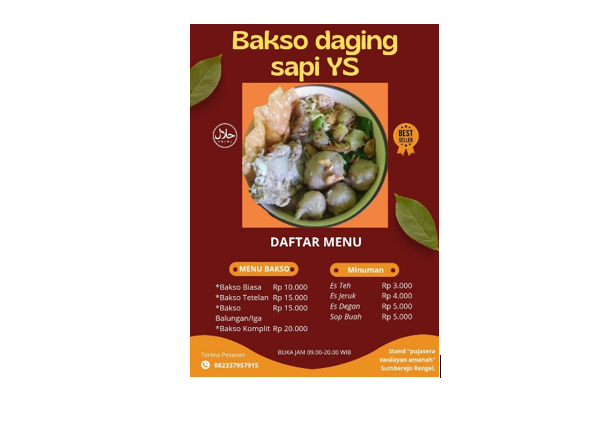 Bakso daging
sapi YS
حلال
HALAL
BEST
SELLER
DAFTAR MENU
MENU BAKSO
*Bakso Biasa Rp 10.000
*Bakso Tetelan Rp 15.000
*Bakso Rp 15.000
Balungan/Iga
*Bakso Komplit Rp 20.000
Minuman
Es Teh Rp 3.000
Es Jeruk Rp 4.000
Es Degan Rp 5.000
Sop Buah Rp 5.000
Terima Pesanan
082337957915
BUKA JAM 09.00-20.00 WIB
Stand "pujasera
swalayan amanah"
Sumberejo Rengel.